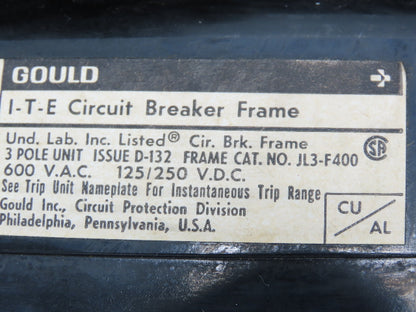 GOULD
I-T-E Circuit Breaker Frame
Und. Lab. Inc. Listed® Cir. Brk. Frame
3 POLE UNIT ISSUE D-132 FRAME CAT. NO. JL3-F400
SA
600 V.A.C. 125/250 V.D.C.
See Trip Unit Nameplate For Instantaneous Trip Range
Gould Inc., Circuit Protection Division
Philadelphia, Pennsylvania, U.S.A.
CU/AL